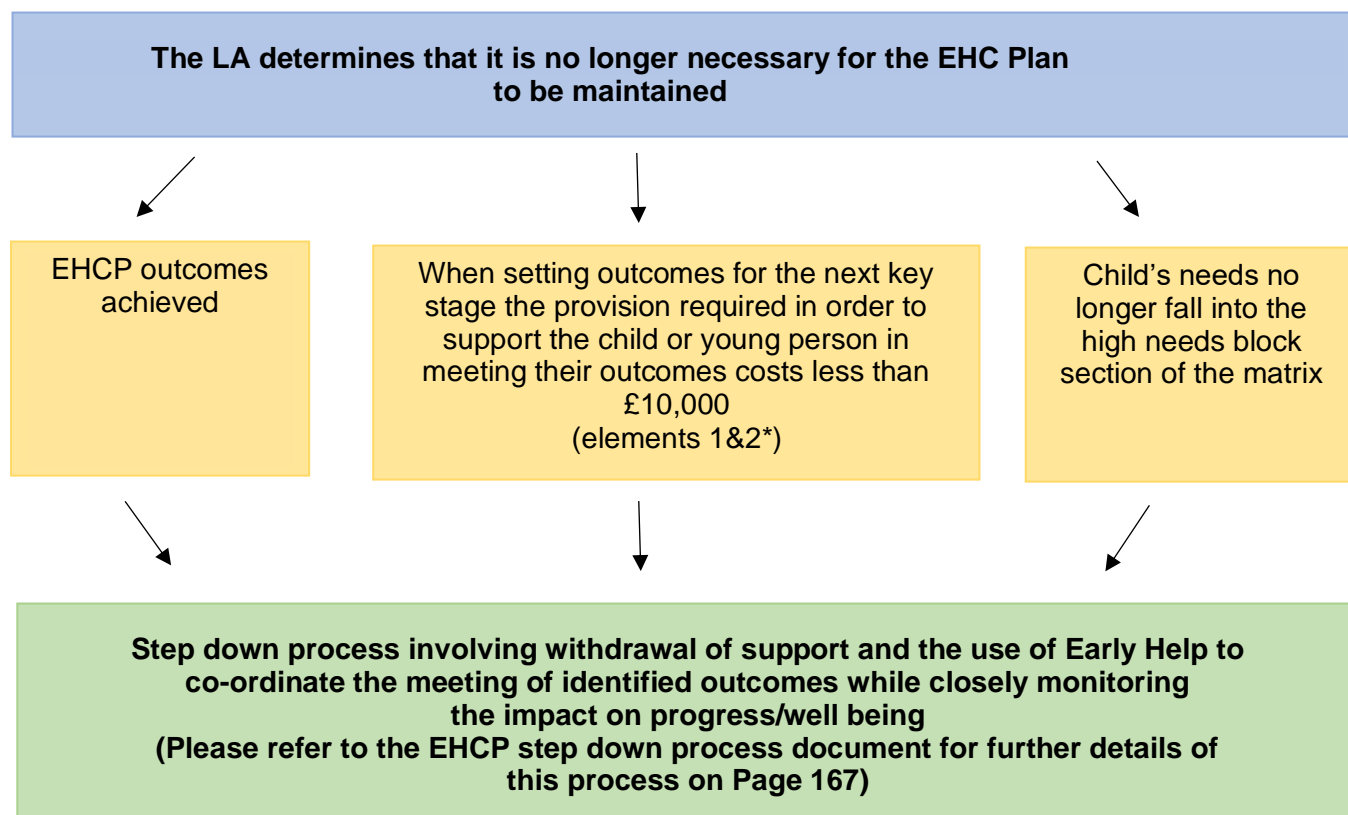 The LA determines that it is no longer necessary for the EHC Plan
to be maintained
EHCP outcomes
achieved
When setting outcomes for the next key
stage the provision required in order to
support the child or young person in
meeting their outcomes costs less than
£10,000
(elements 1&2*)
Child's needs no
longer fall into the
high needs block
section of the matrix
Step down process involving withdrawal of support and the use of Early Help to
co-ordinate the meeting of identified outcomes while closely monitoring
the impact on progress/well being
(Please refer to the EHCP step down process document for further details of
this process on Page 167)